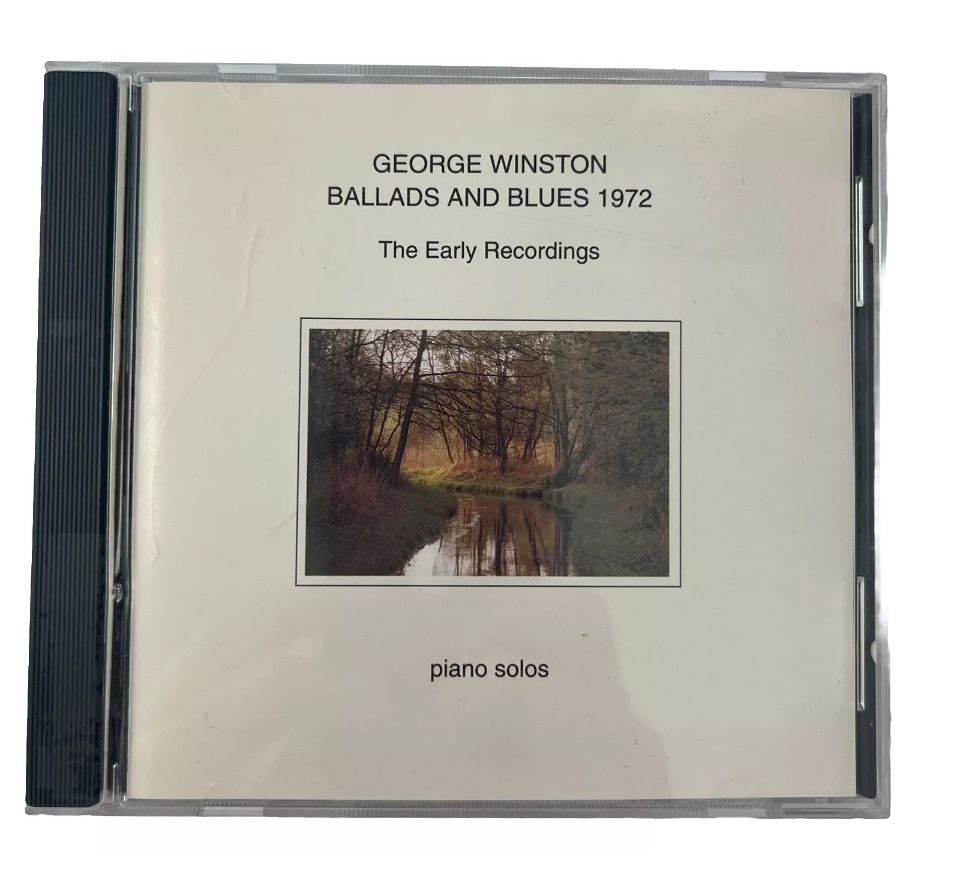 GEORGE WINSTON
BALLADS AND BLUES 1972
The Early Recordings
piano solos